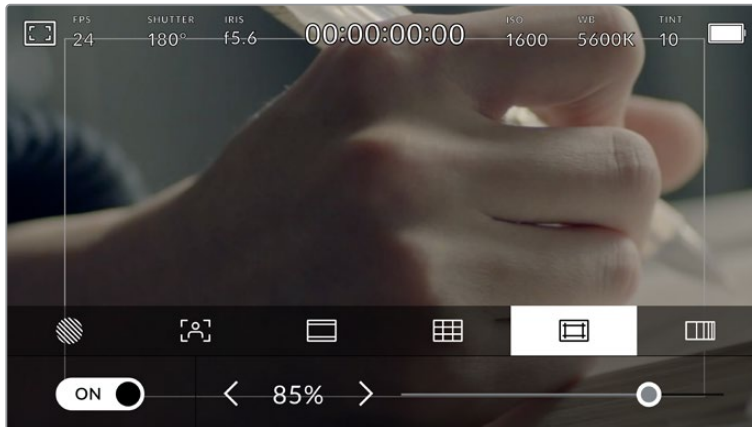 FPS SHUTTER IRIS ISO WB TINT
24 180° f5.6 00:00:00:00 1600 5600K 10
ON 85%